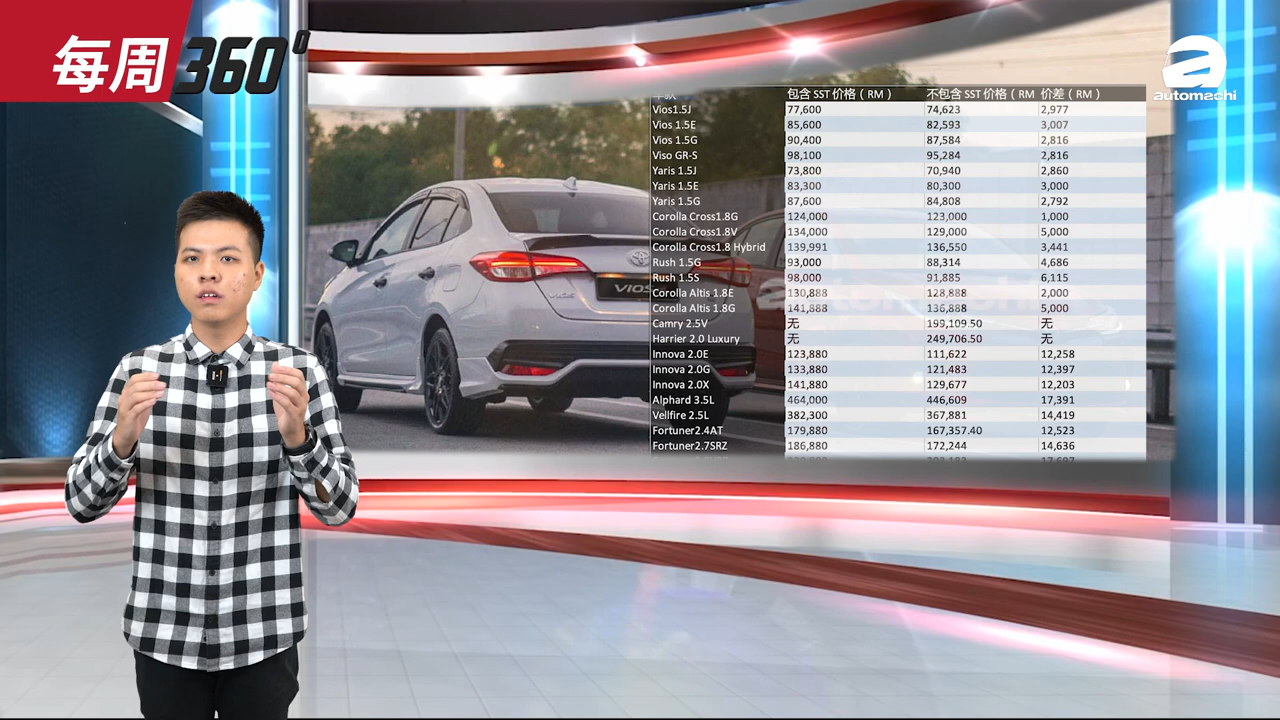 每周360°
automachi
包含 SST 价格 ( RM ) 不包含 SST 价格 ( RM 价差 ( RM )
Vios1.5J 77,600 74,623 2,977
Vios 1.5E 85,600 82,593 3,007
Vios 1.5G 90,400 87,584 2,816
Viso GR-S 98,100 95,284 2,816
Yaris 1.5J 73,800 70,940 2,860
Yaris 1.5E 83,300 80,300 3,000
Yaris 1.5G 87,600 84,808 2,792
Corolla Cross1.8G 124,000 123,000 1,000
Corolla Cross1.8V 134,000 129,000 5,000
Corolla Cross1.8 Hybrid 139,991 136,550 3,441
Rush 1.5G 93,000 88,314 4,686
Rush 1.5S 98,000 91,885 6,115
Corolla Altis 1.8E 130,888 128,888 2,000
Corolla Altis 1.8G 141,888 136,888 5,000
Camry 2.5V 无 199,109.50 无
Harrier 2.0 Luxury 无 249,706.50 无
Innova 2.0E 123,880 111,622 12,258
Innova 2.0G 133,880 121,483 12,397
Innova 2.0X 141,880 129,677 12,203
Alphard 3.5L 464,000 446,609 17,391
Vellfire 2.5L 382,300 367,881 14,419
Fortuner2.4AT 179,880 167,357.40 12,523
Fortuner2.7SRZ 186,880 172,244 14,636
VIOS
VIOS